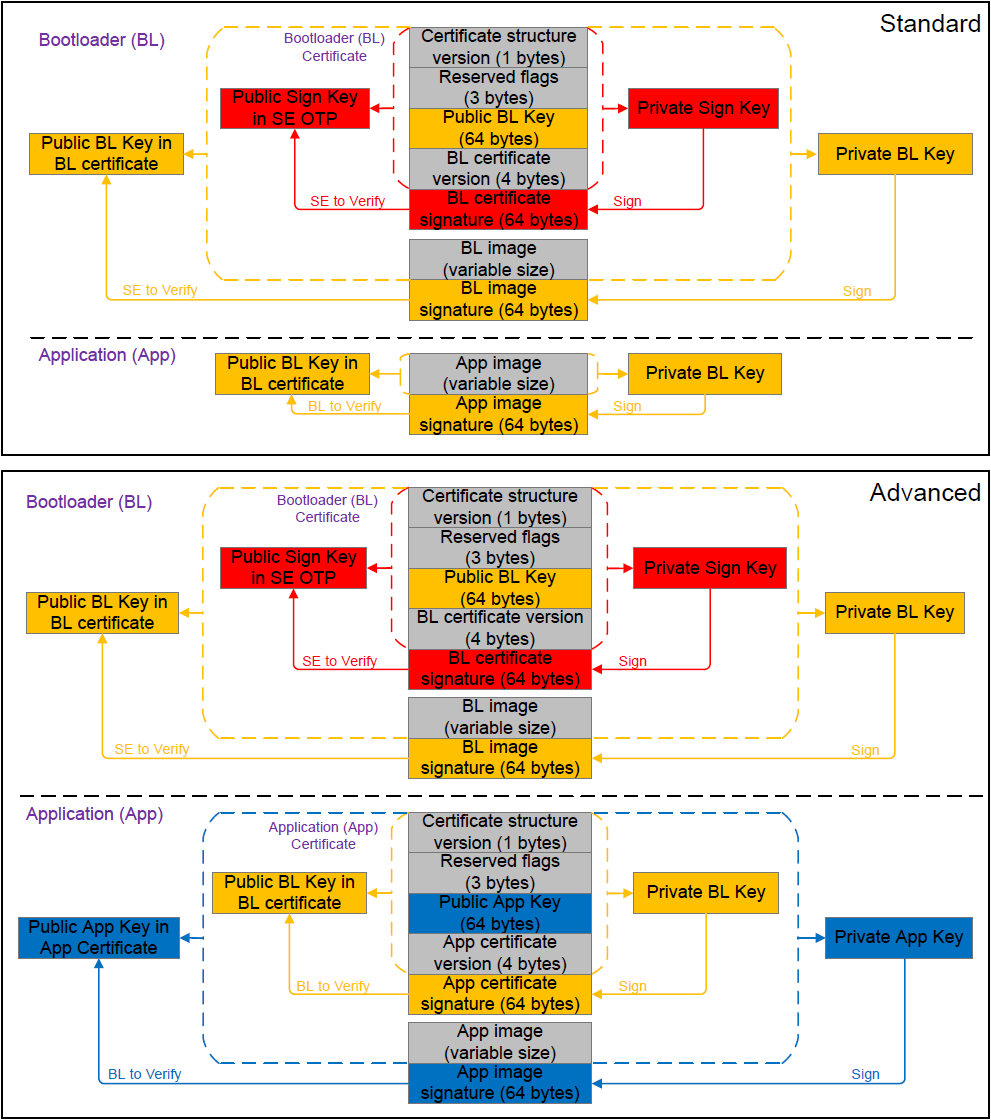 Standard
Bootloader (BL)
Bootloader (BL)
Certificate
Certificate structure
version (1 bytes)
Reserved flags
(3 bytes)
Public Sign Key
in SE OTP
Private Sign Key
Public BL Key
(64 bytes)
Public BL Key in
BL certificate
Private BL Key
BL certificate
version (4 bytes)
SE to Verify
BL certificate
signature (64 bytes)
Sign
BL image
(variable size)
SE to Verify
BL image
signature (64 bytes)
Sign
Application (App)
Public BL Key in
BL certificate
App image
(variable size)
Private BL Key
BL to Verify
App image
signature (64 bytes)
Sign
Advanced
Bootloader (BL)
Bootloader (BL)
Certificate
Certificate structure
version (1 bytes)
Reserved flags
(3 bytes)
Public Sign Key
in SE OTP
Private Sign Key
Public BL Key
(64 bytes)
Public BL Key in
BL certificate
Private BL Key
BL certificate version
(4 bytes)
SE to Verify
BL certificate
signature (64 bytes)
Sign
BL image
(variable size)
SE to Verify
BL image
signature (64 bytes)
Sign
Application (App)
Application (App)
Certificate
Certificate structure
version (1 bytes)
Reserved flags
(3 bytes)
Public BL Key in
BL certificate
Private BL Key
Public App Key
(64 bytes)
Public App Key in
App Certificate
Private App Key
App certificate
version (4 bytes)
BL to Verify
App certificate
signature (64 bytes)
Sign
App image
(variable size)
BL to Verify
App image
signature (64 bytes)
Sign